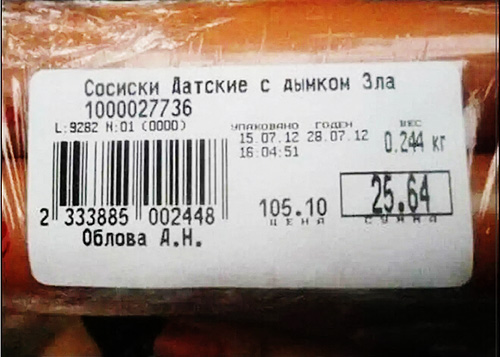 Сосиски Датские с дымком Зла
1000027736
L:9282 N:01 (0000)
УПАКОВАНО ГОДЕН ВЕС
15.07.12 28.07.12 0.244 кг
16:04:51
2 333885 002448
105.10 25.64
ЦЕНА СУММА
Облова А.Н.